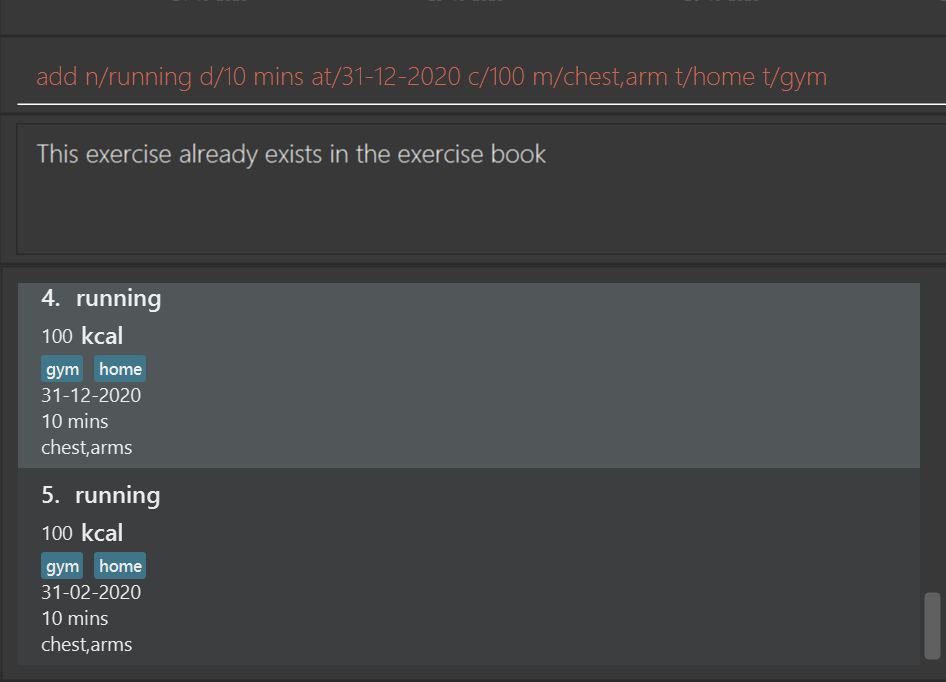 add n/running d/10 mins at/31-12-2020 c/100 m/chest,arm t/home t/gym
This exercise already exists in the exercise book
4. running
100 kcal
gym home
31-12-2020
10 mins
chest,arms
5. running
100 kcal
gym home
31-02-2020
10 mins
chest,arms